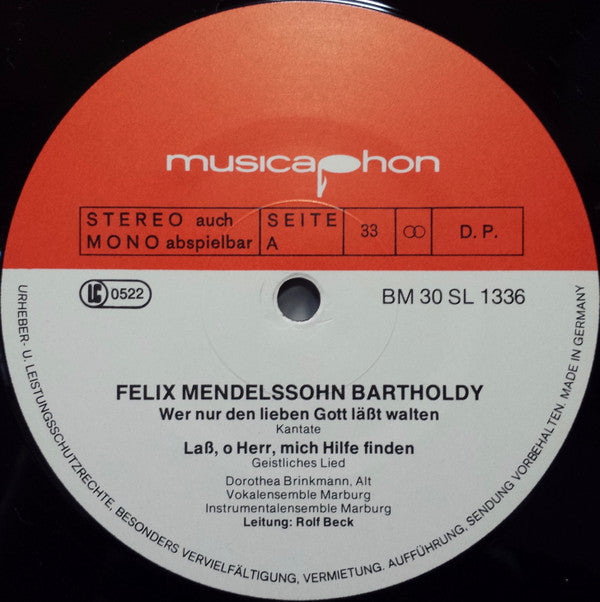 musicaphon
STEREO auch
MONO abspielbar
SEITE
A
33
∞
D. P.
LC 0522
BM 30 SL 1336
FELIX MENDELSSOHN BARTHOLDY
Wer nur den lieben Gott läßt walten
Kantate
Laß, o Herr, mich Hilfe finden
Geistliches Lied
Dorothea Brinkmann, Alt
Vokalensemble Marburg
Instrumentalensemble Marburg
Leitung: Rolf Beck
URHEBER- U. LEISTUNGSSCHUTZRECHTE, BESONDERS VERVIELFÄLTIGUNG, VERMIETUNG. AUFFÜHRUNG, SENDUNG VORBEHALTEN. MADE IN GERMANY